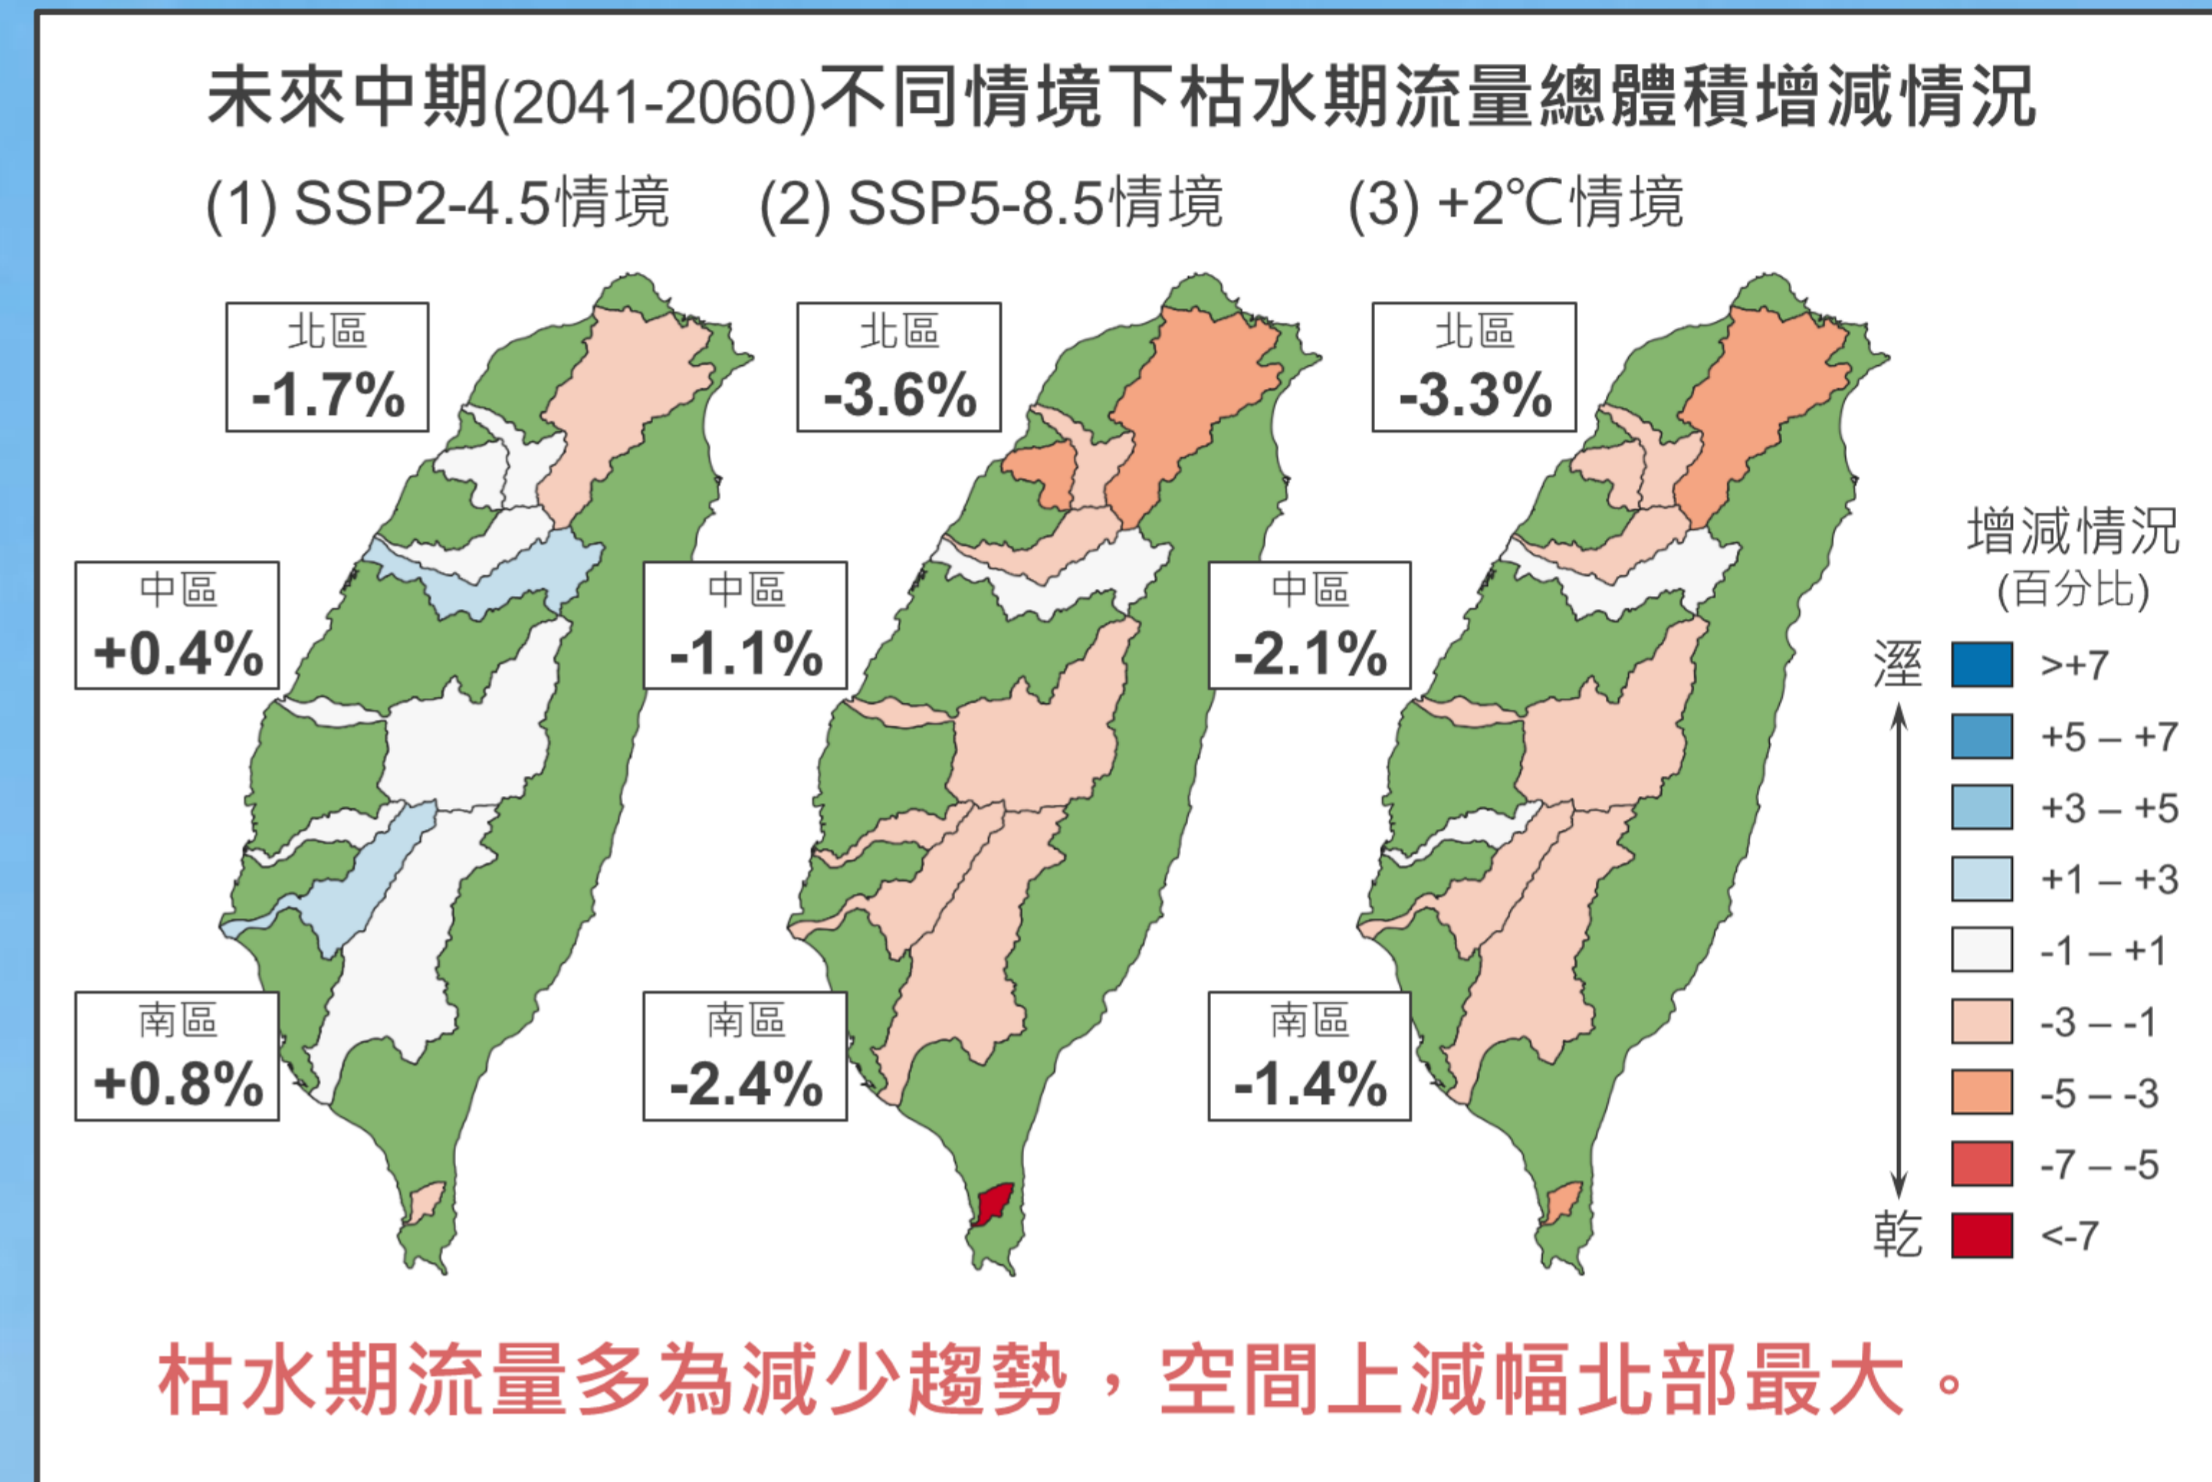 未來中期(2041-2060)不同情境下枯水期流量總體積增減情況
(1) SSP2-4.5情境
(2) SSP5-8.5情境
(3) +2℃情境
北區
-1.7%
中區
+0.4%
南區
+0.8%
北區
-3.6%
中區
-1.1%
南區
-2.4%
北區
-3.3%
中區
-2.1%
南區
-1.4%
增減情況
(百分比)
溼
>+7
+5 – +7
+3 – +5
+1 – +3
-1 – +1
-3 – -1
-5 – -3
-7 – -5
乾
<-7
枯水期流量多為減少趨勢，空間上減幅北部最大。